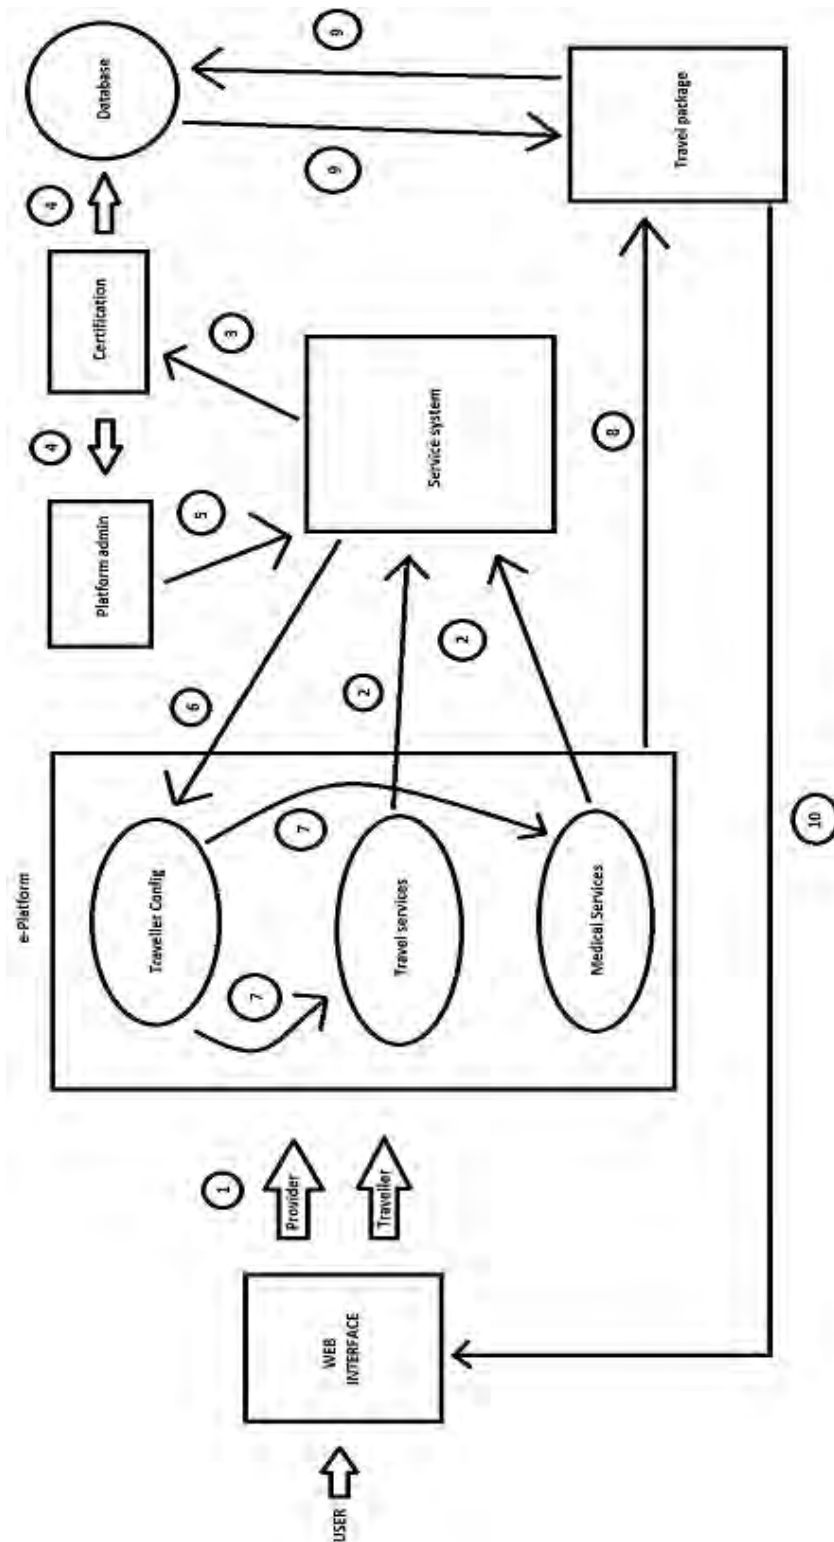 USER
WEB
INTERFACE
1
Provider
Traveller
e-Platform
Traveller Config
7
7
Travel services
Medical Services
6
2
2
Platform admin
5
4
Certification
3
4
Service system
8
Database
9
9
Travel package
10